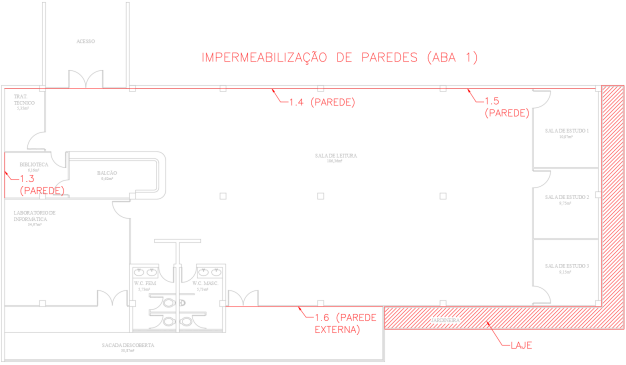 ACESSO
IMPERMEABILIZAÇÃO DE PAREDES (ABA 1)
TRAT.
TÉCNICO
1.4 (PAREDE)
1.5
(PAREDE)
SALA DE ESTUDO 1
SALA DE LEITURA
BIBLIOTECA
BALCÃO
1.3
(PAREDE)
SALA DE ESTUDO 2
LABORATÓRIO DE
INFORMÁTICA
SALA DE ESTUDO 3
W.C. FEM.
W.C. MASC.
1.6 (PAREDE
EXTERNA)
LAJE
SACADA DESCOBERTA